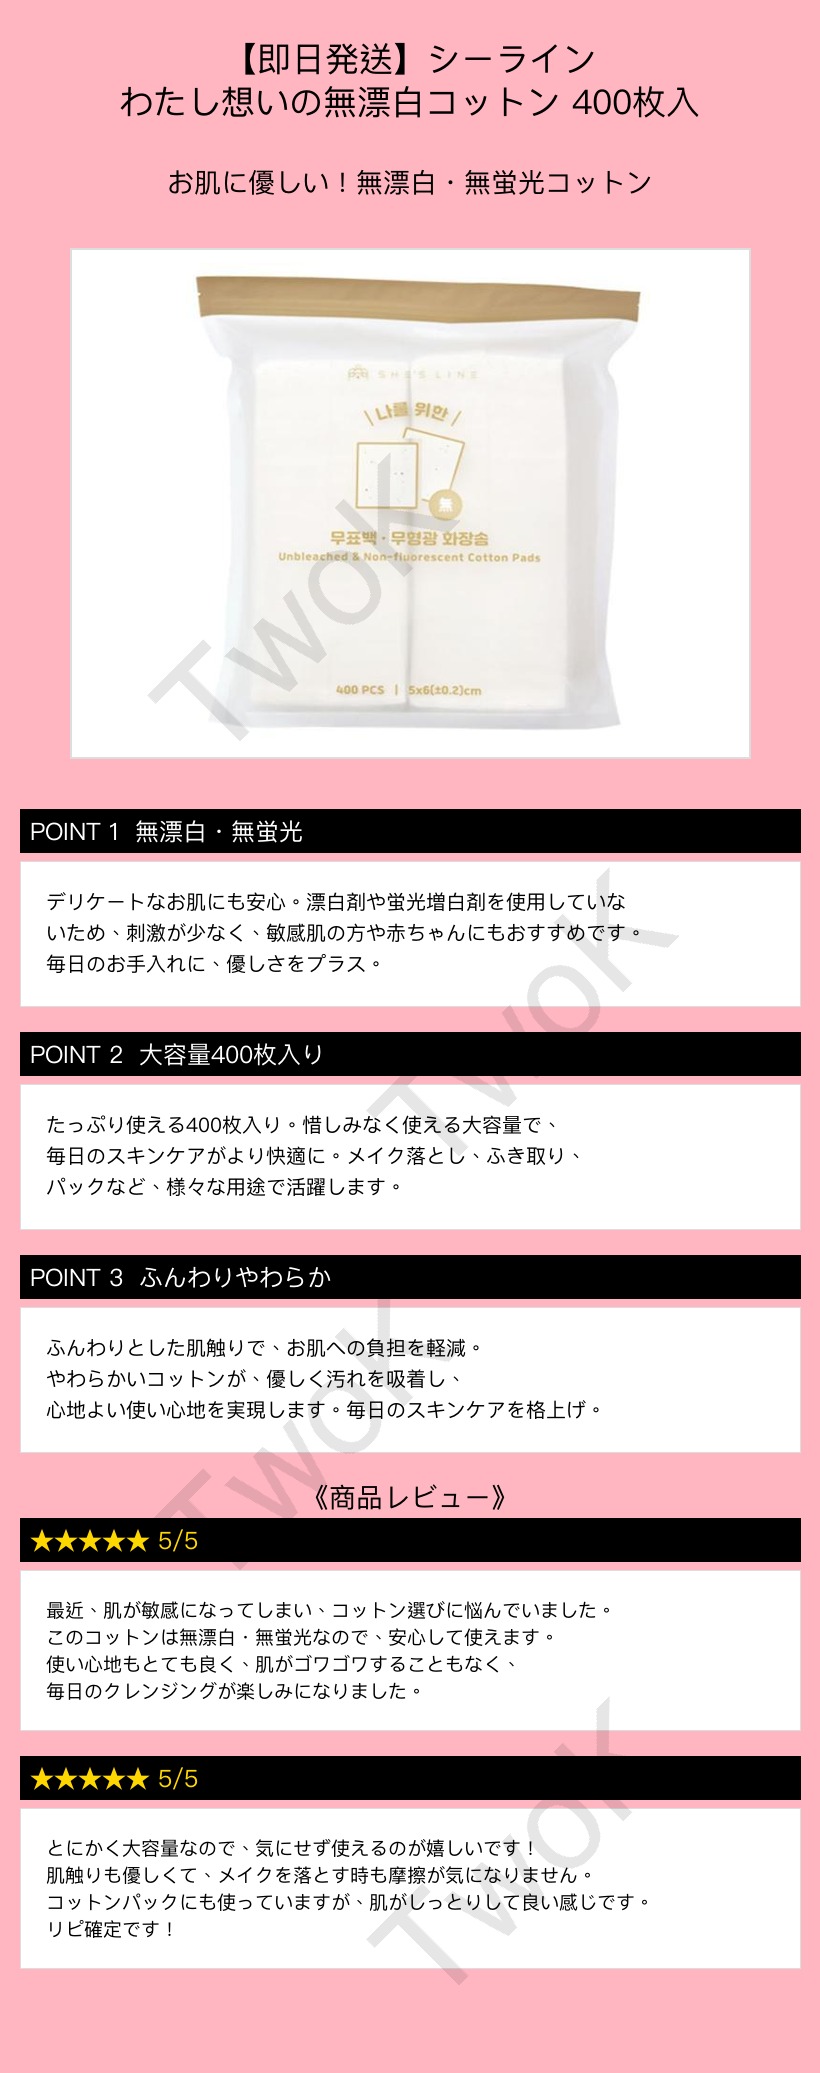 【即日発送】シーライン
わたし想いの無漂白コットン 400枚入
お肌に優しい！無漂白・無蛍光コットン
SHE'S LINE
나를 위한
無
무표백·무형광 화장솜
Unbleached & Non-fluorescent Cotton Pads
400 PCS | 5x6(±0.2)cm
TwoK
POINT 1 無漂白・無蛍光
デリケートなお肌にも安心。漂白剤や蛍光増白剤を使用していな
いため、刺激が少なく、敏感肌の方や赤ちゃんにもおすすめです。
毎日のお手入れに、優しさをプラス。
TwoK
POINT 2 大容量400枚入り
たっぷり使える400枚入り。惜しみなく使える大容量で、
毎日のスキンケアがより快適に。メイク落とし、ふき取り、
パックなど、様々な用途で活躍します。
POINT 3 ふんわりやわらか
ふんわりとした肌触りで、お肌への負担を軽減。
やわらかいコットンが、優しく汚れを吸着し、
心地よい使い心地を実現します。毎日のスキンケアを格上げ。
TwoK
《商品レビュー》
★★★★★ 5/5
最近、肌が敏感になってしまい、コットン選びに悩んでいました。
このコットンは無漂白・無蛍光なので、安心して使えます。
使い心地もとても良く、肌がゴワゴワすることもなく、
毎日のクレンジングが楽しみになりました。
★★★★★ 5/5
とにかく大容量なので、気にせず使えるのが嬉しいです！
肌触りも優しくて、メイクを落とす時も摩擦が気になりません。
コットンパックにも使っていますが、肌がしっとりして良い感じです。
リピ確定です！
TwoK